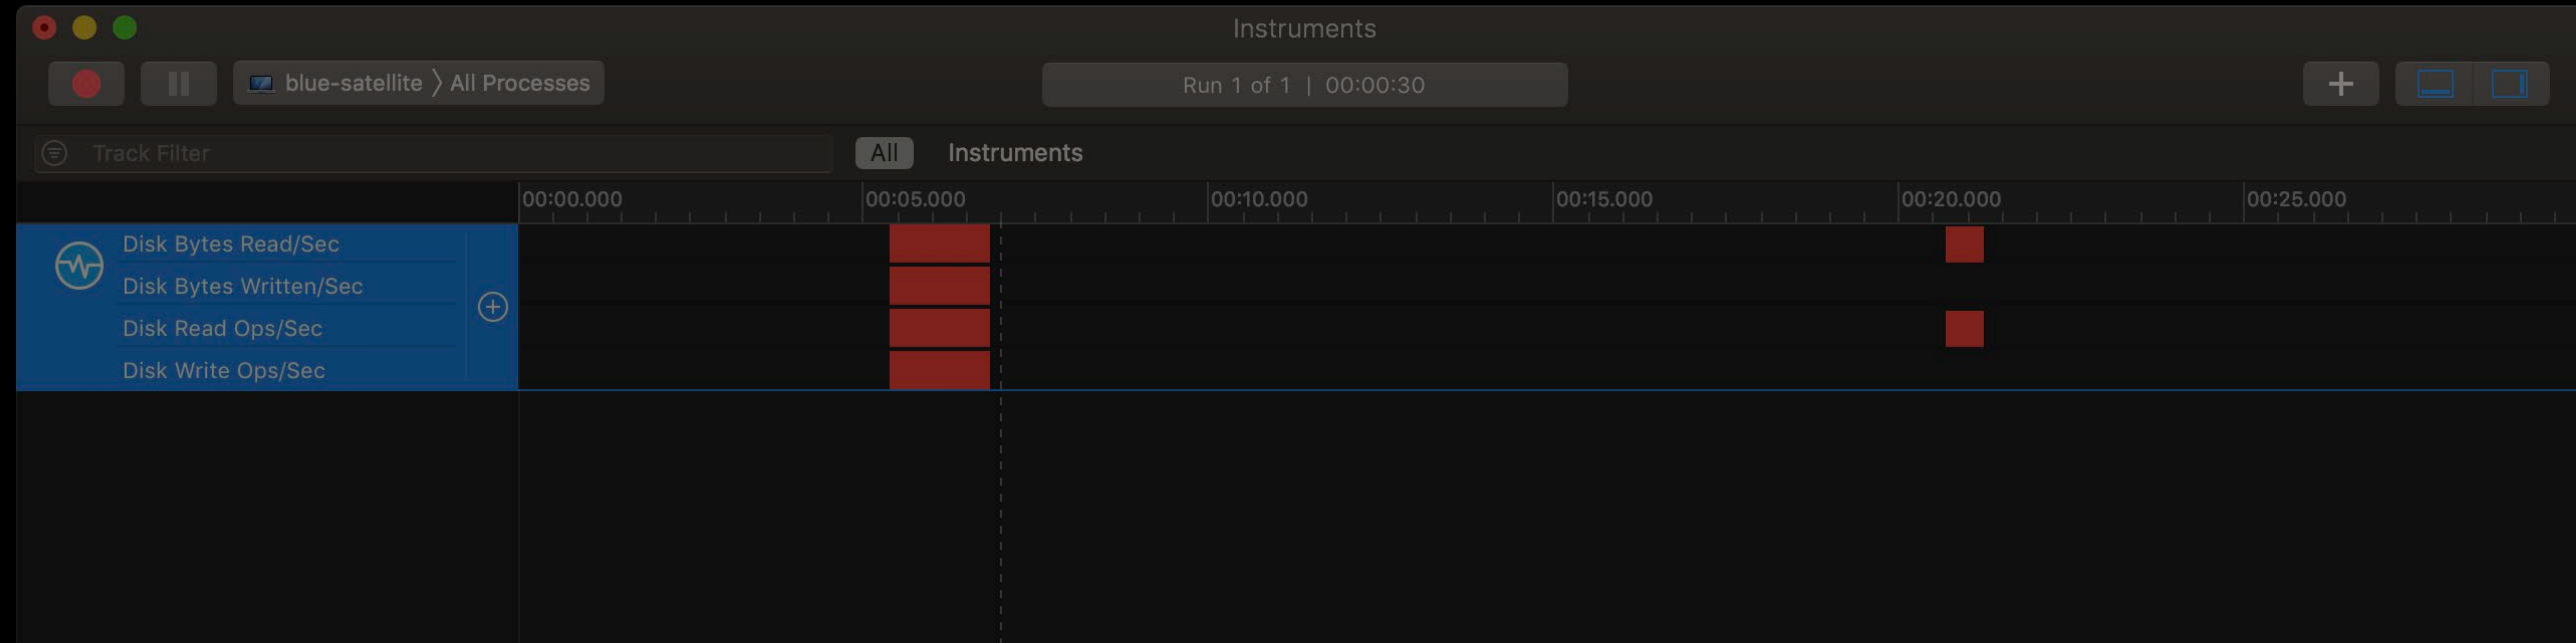 Instruments
blue-satellite 〉All Processes
Run 1 of 1 | 00:00:30
Track Filter
All
Instruments
00:00.000 00:05.000 00:10.000 00:15.000 00:20.000 00:25.000
Disk Bytes Read/Sec
Disk Bytes Written/Sec
Disk Read Ops/Sec
Disk Write Ops/Sec